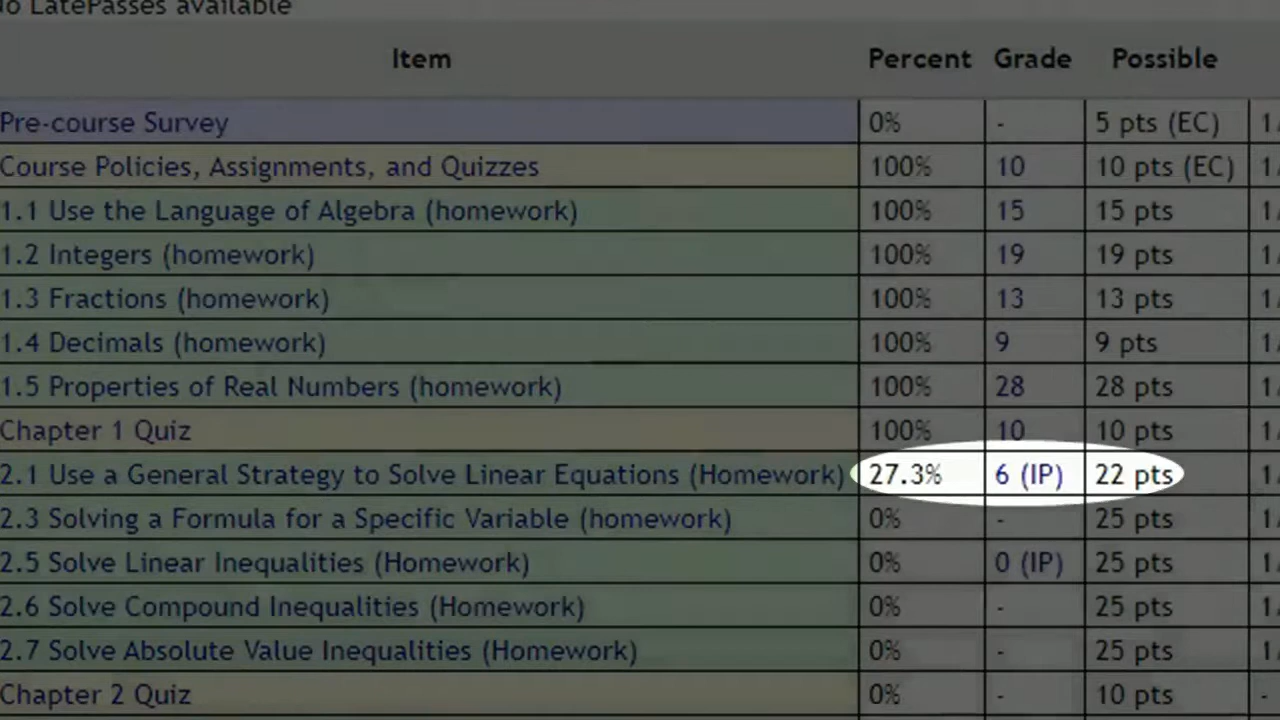 No LatePasses available
Item Percent Grade Possible
Pre-course Survey 0% - 5 pts (EC)
Course Policies, Assignments, and Quizzes 100% 10 10 pts (EC)
1.1 Use the Language of Algebra (homework) 100% 15 15 pts
1.2 Integers (homework) 100% 19 19 pts
1.3 Fractions (homework) 100% 13 13 pts
1.4 Decimals (homework) 100% 9 9 pts
1.5 Properties of Real Numbers (homework) 100% 28 28 pts
Chapter 1 Quiz 100% 10 10 pts
2.1 Use a General Strategy to Solve Linear Equations (Homework) 27.3% 6 (IP) 22 pts
2.3 Solving a Formula for a Specific Variable (homework) 0% - 25 pts
2.5 Solve Linear Inequalities (Homework) 0% 0 (IP) 25 pts
2.6 Solve Compound Inequalities (Homework) 0% - 25 pts
2.7 Solve Absolute Value Inequalities (Homework) 0% - 25 pts
Chapter 2 Quiz 0% - 10 pts -